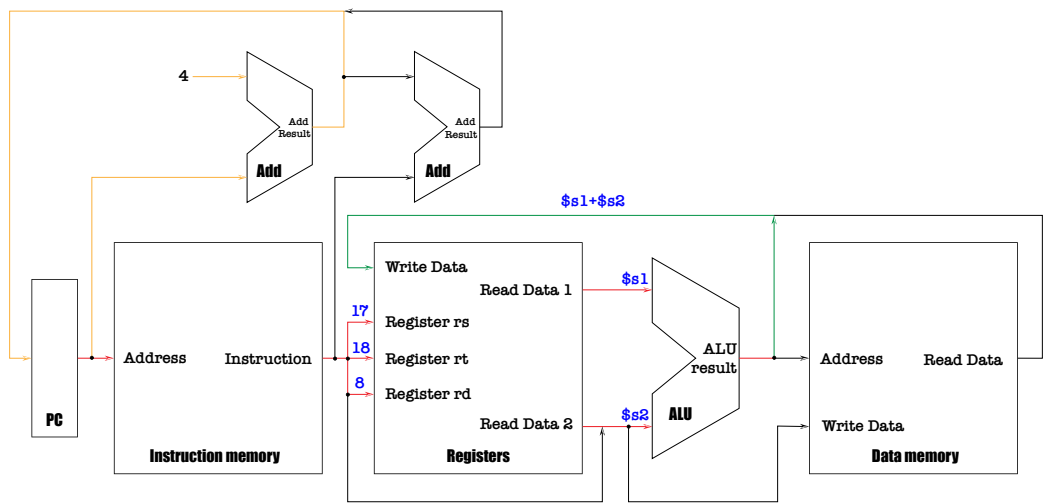 4
Add
Result
Add
Add
Result
Add
$s1+$s2
Write Data
Read Data 1
$s1
17
Register rs
Address
Instruction
18
Register rt
ALU
result
Address
Read Data
8
Register rd
PC
Read Data 2
$s2
ALU
Write Data
Instruction memory
Registers
Data memory